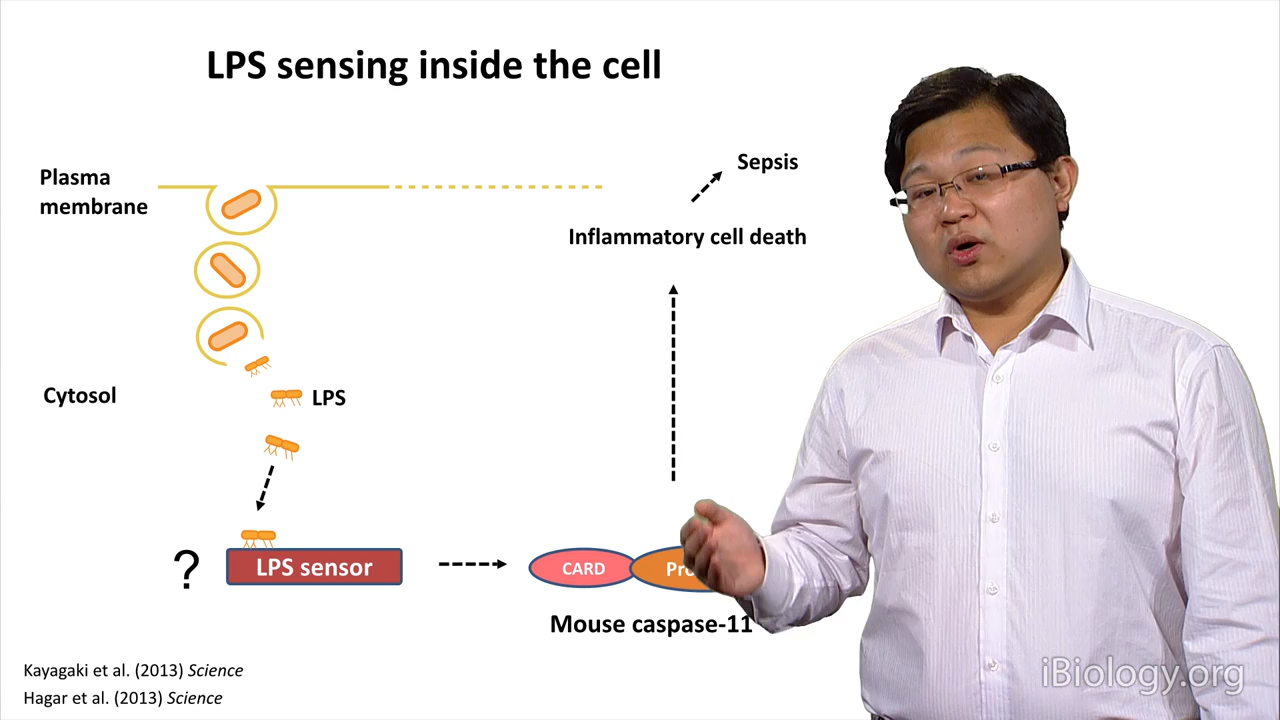 LPS sensing inside the cell
Plasma
membrane
Sepsis
Inflammatory cell death
Cytosol
LPS
?
LPS sensor
CARD
Mouse caspase-11
Kayagaki et al. (2013) Science
Hagar et al. (2013) Science
iBiology.org